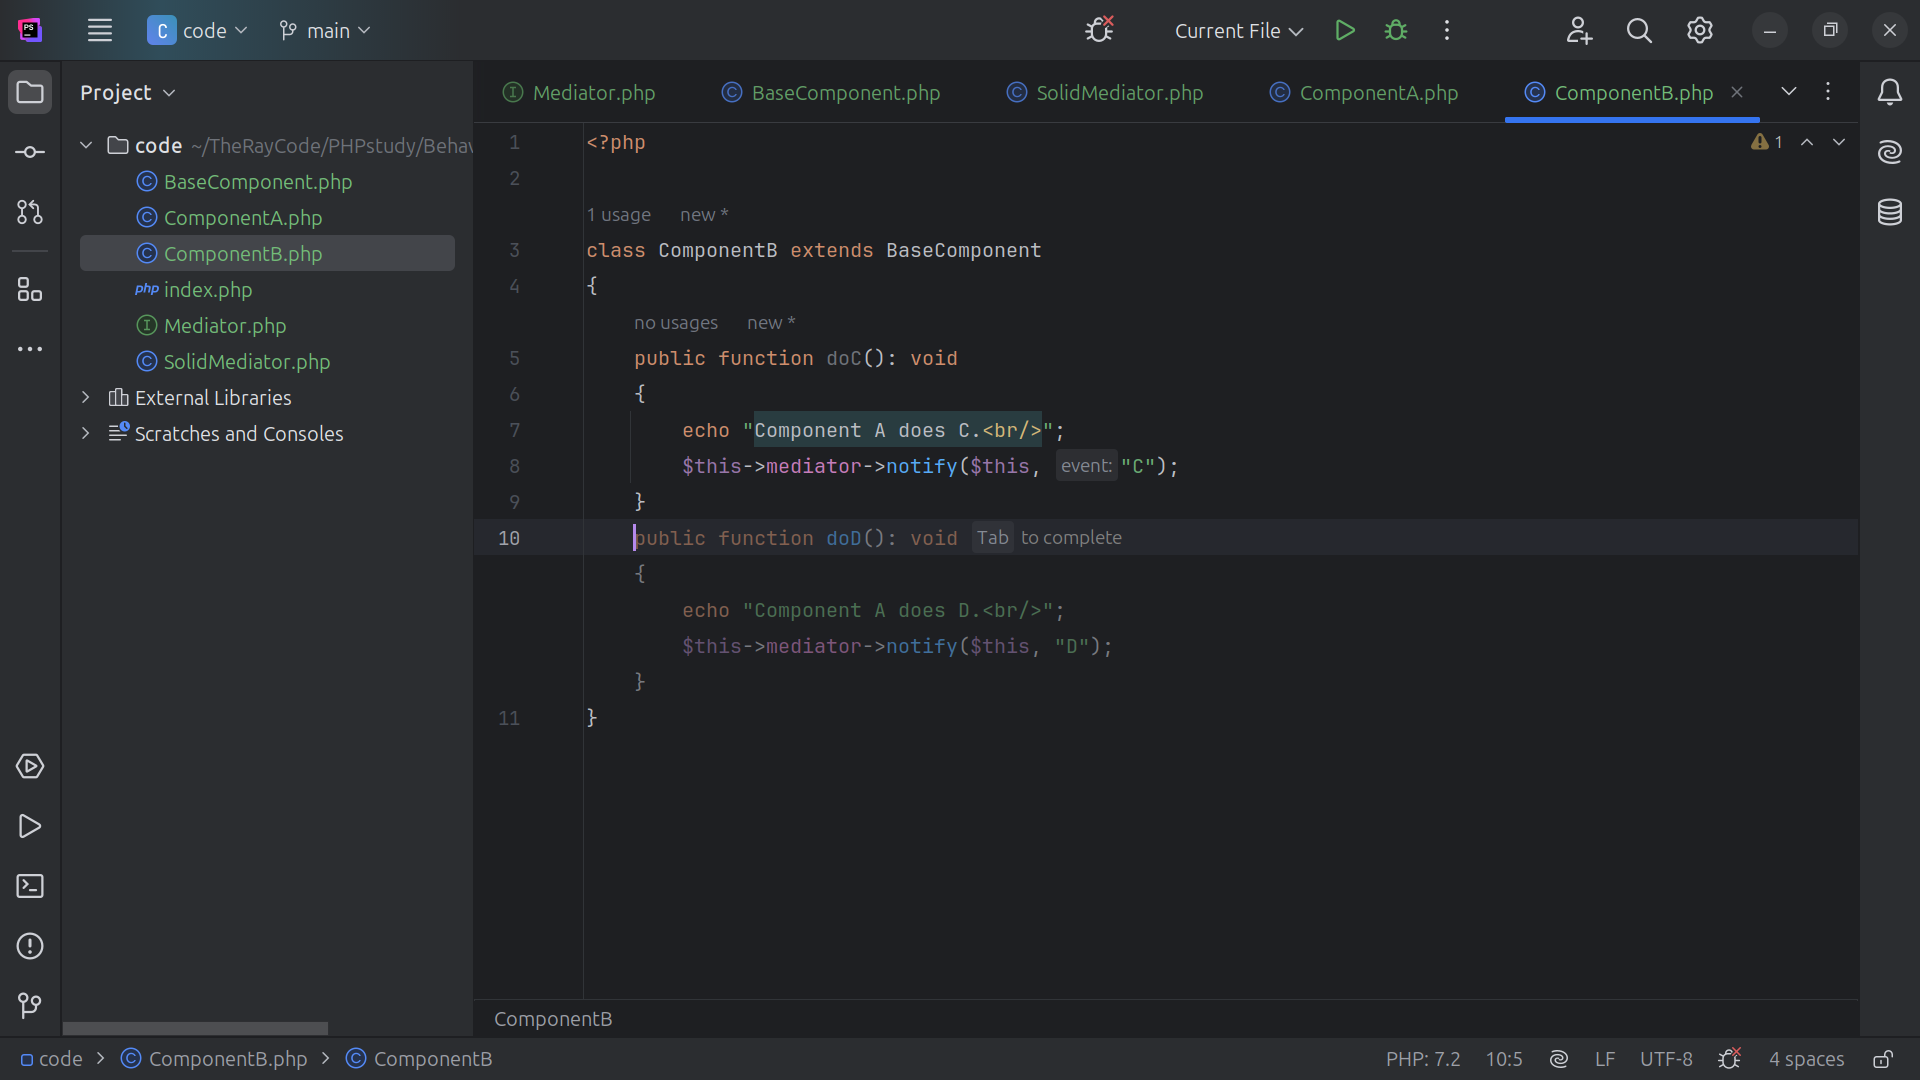 PS
C code main Current File
Project
Mediator.php BaseComponent.php SolidMediator.php ComponentA.php ComponentB.php
code ~/TheRayCode/PHPstudy/Behav
BaseComponent.php
ComponentA.php
ComponentB.php
php index.php
Mediator.php
SolidMediator.php
External Libraries
Scratches and Consoles
1 <?php
1
2
1 usage new *
3 class ComponentB extends BaseComponent
4 {
no usages new *
5 public function doC(): void
6 {
7 echo "Component A does C.<br/>";
8 $this->mediator->notify($this, event: "C");
9 }
10 public function doD(): void Tab to complete
{
echo "Component A does D.<br/>";
$this->mediator->notify($this, "D");
}
11 }
ComponentB
code > ComponentB.php > ComponentB
PHP: 7.2 10:5 LF UTF-8 4 spaces